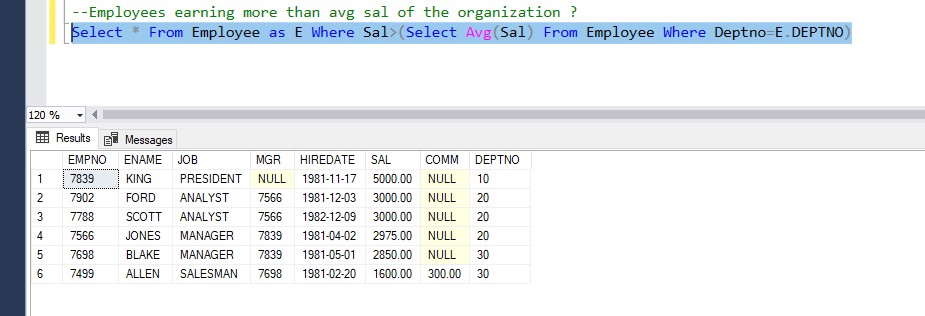 --Employees earning more than avg sal of the organization ?
Select * From Employee as E Where Sal>(Select Avg(Sal) From Employee Where Deptno=E.DEPTNO)
120 %
Results Messages
EMPNO ENAME JOB MGR HIREDATE SAL COMM DEPTNO
1 7839 KING PRESIDENT NULL 1981-11-17 5000.00 NULL 10
2 7902 FORD ANALYST 7566 1981-12-03 3000.00 NULL 20
3 7788 SCOTT ANALYST 7566 1982-12-09 3000.00 NULL 20
4 7566 JONES MANAGER 7839 1981-04-02 2975.00 NULL 20
5 7698 BLAKE MANAGER 7839 1981-05-01 2850.00 NULL 30
6 7499 ALLEN SALESMAN 7698 1981-02-20 1600.00 300.00 30